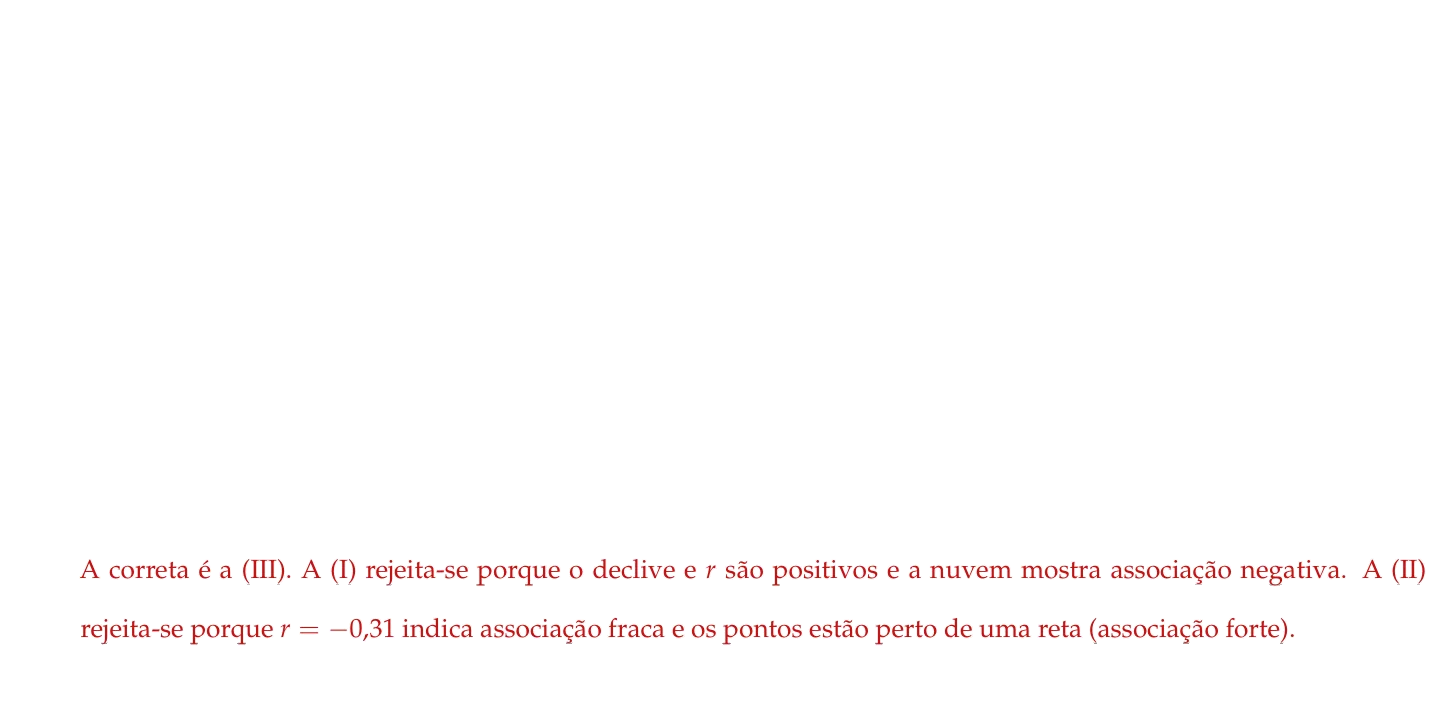 A correta é a (III). A (I) rejeita-se porque o declive e r são positivos e a nuvem mostra associação negativa. A (II)
rejeita-se porque r = −0,31 indica associação fraca e os pontos estão perto de uma reta (associação forte).